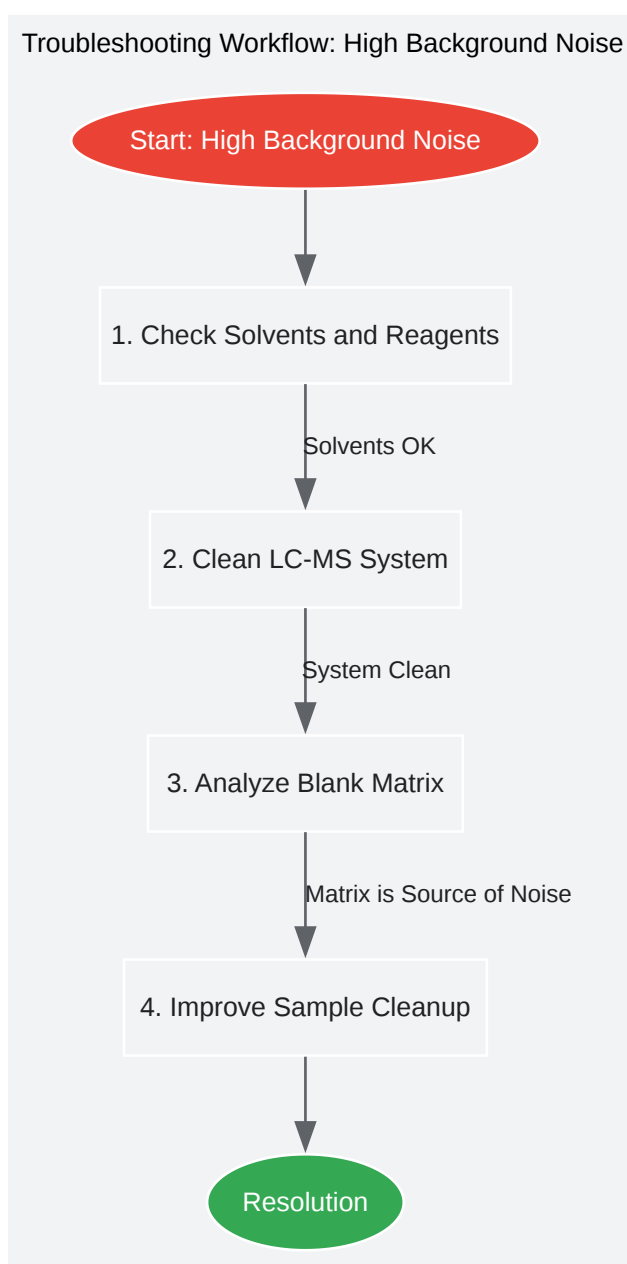 Troubleshooting Workflow: High Background Noise
Start: High Background Noise
1. Check Solvents and Reagents
Solvents OK
2. Clean LC-MS System
System Clean
3. Analyze Blank Matrix
Matrix is Source of Noise
4. Improve Sample Cleanup
Resolution